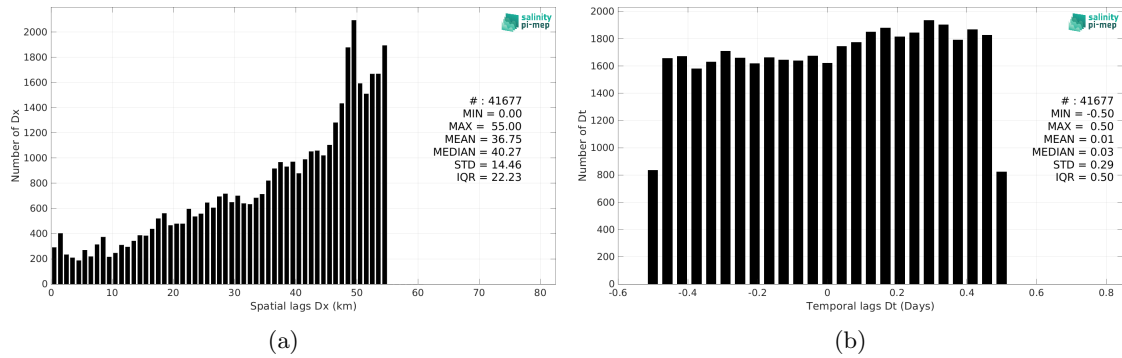 2000
1800
1600
1400
1200
1000
800
600
400
200
0
Number of Dx
salinity
pi-mep
# : 41677
MIN = 0.00
MAX = 55.00
MEAN = 36.75
MEDIAN = 40.27
STD = 14.46
IQR = 22.23
0 10 20 30 40 50 60 70 80
Spatial lags Dx (km)
(a)
2000
1800
1600
1400
1200
1000
800
600
400
200
0
Number of Dt
salinity
pi-mep
# : 41677
MIN = -0.50
MAX = 0.50
MEAN = 0.01
MEDIAN = 0.03
STD = 0.29
IQR = 0.50
-0.6 -0.4 -0.2 0 0.2 0.4 0.6 0.8
Temporal lags Dt (Days)
(b)